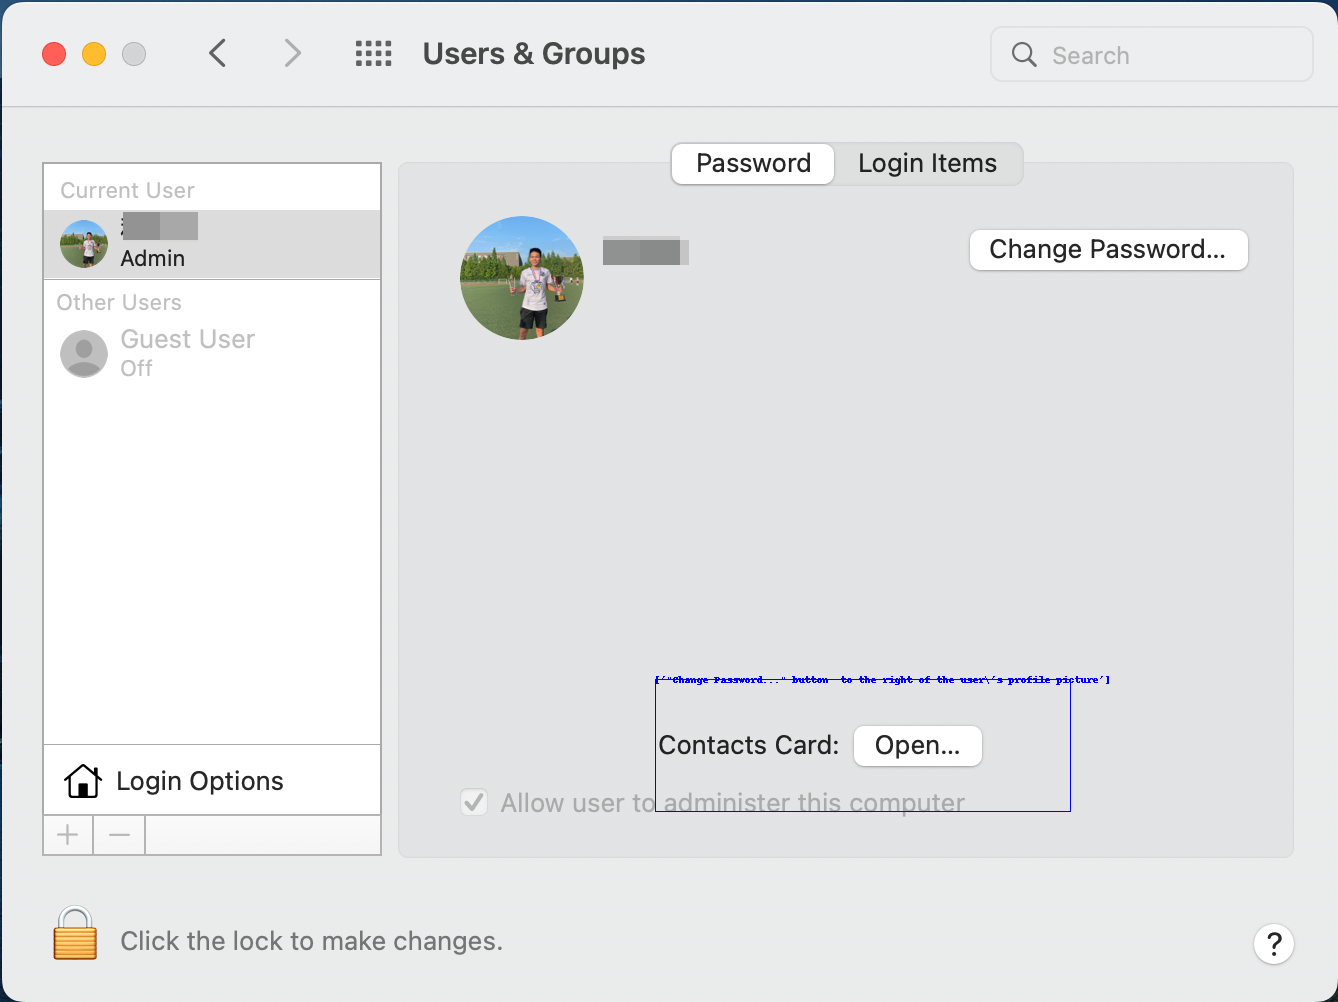 Users & Groups
Search
Password
Login Items
Current User
Admin
Change Password...
Other Users
Guest User
Off
['"Change Password..." button  to the right of the user\'s profile picture']
Contacts Card:
Open...
Allow user to administer this computer
Login Options
Click the lock to make changes.
?